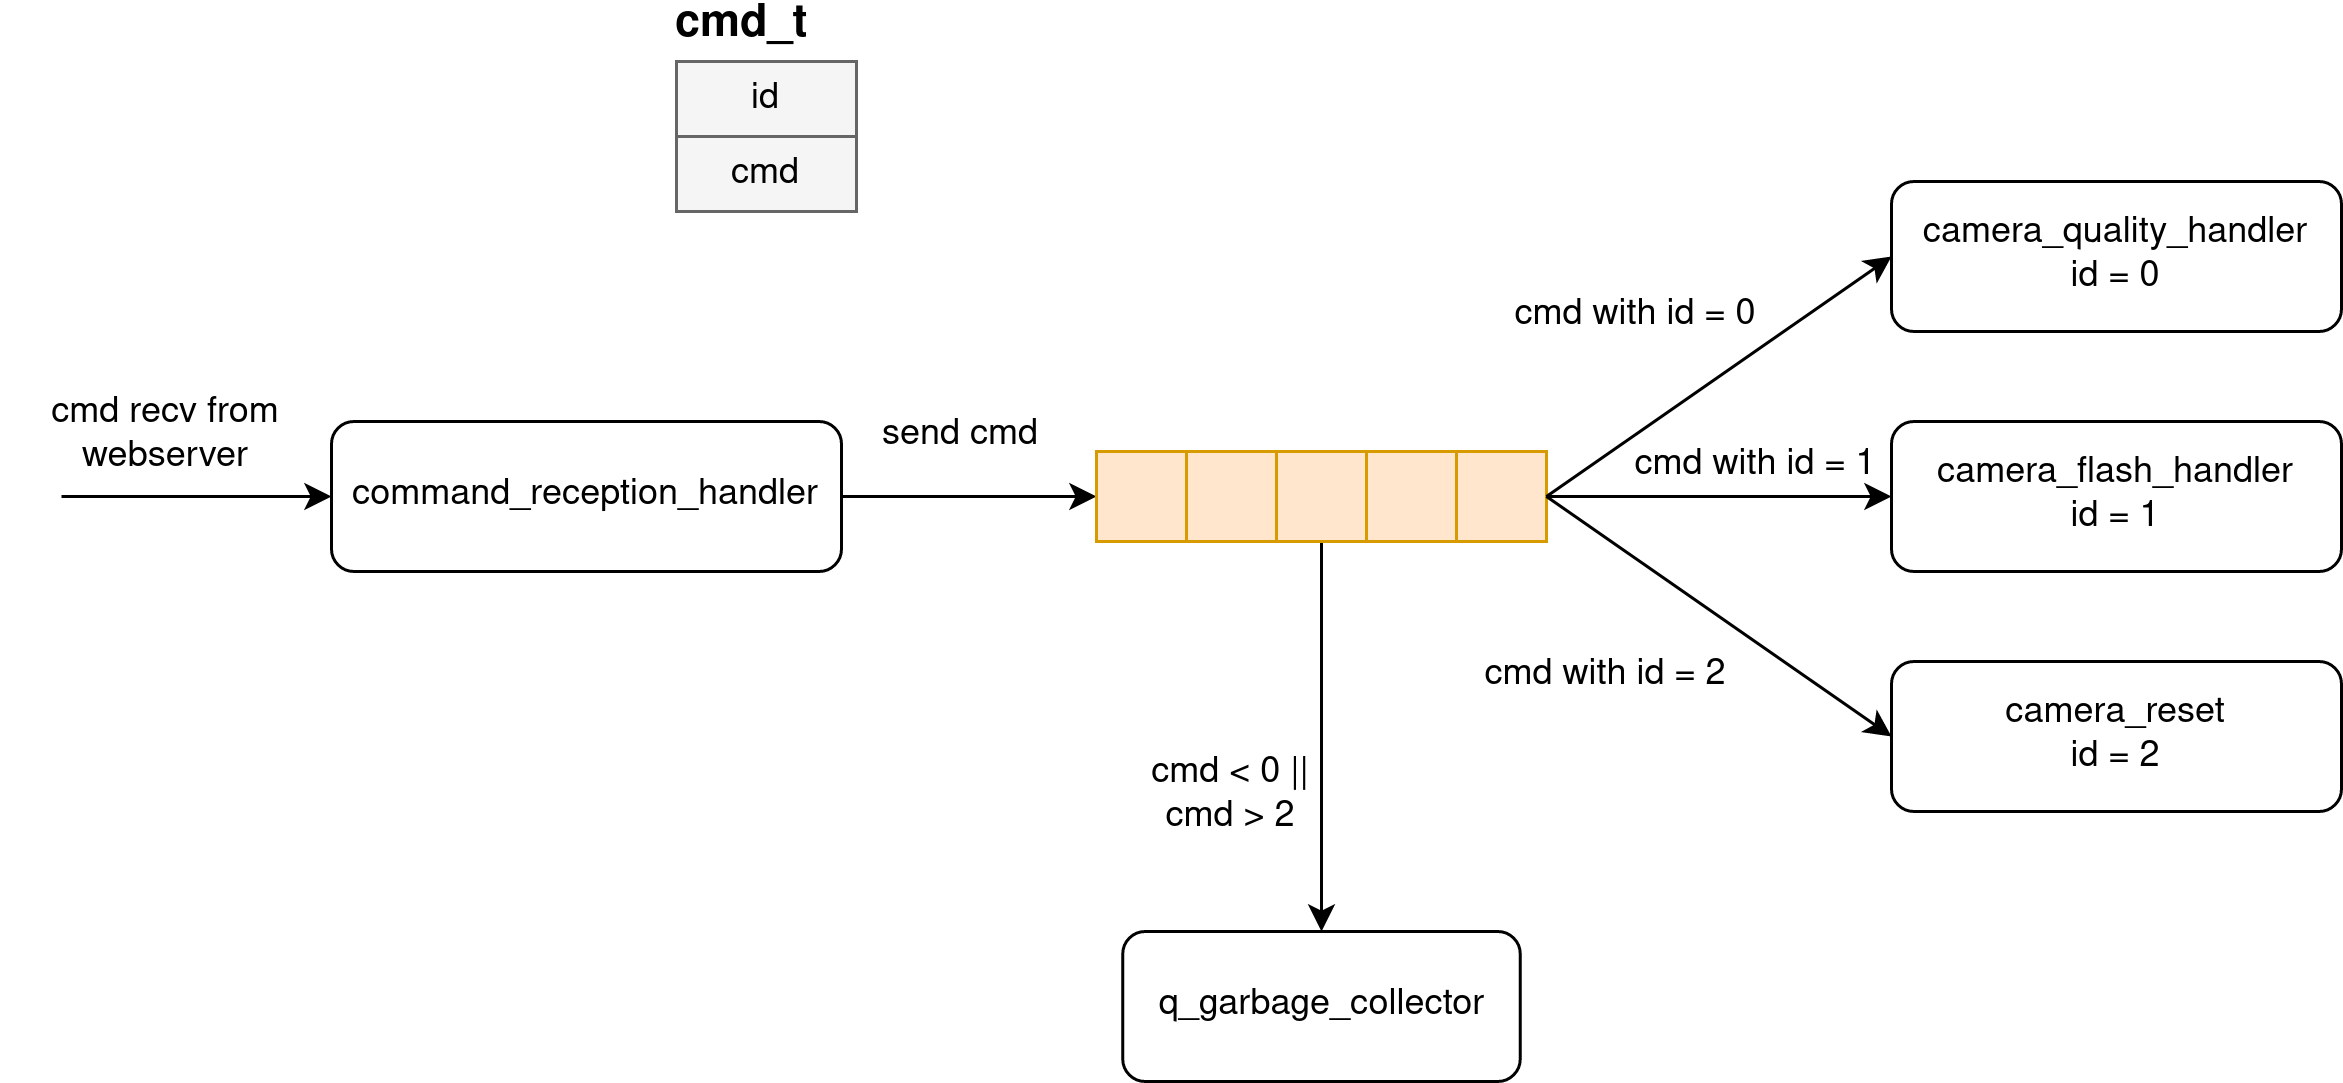 cmd_t
id
cmd
camera_quality_handler
id = 0
cmd with id = 0
cmd recv from
webserver
command_reception_handler
send cmd
cmd with id = 1
camera_flash_handler
id = 1
cmd with id = 2
camera_reset
id = 2
cmd < 0 ||
cmd > 2
q_garbage_collector